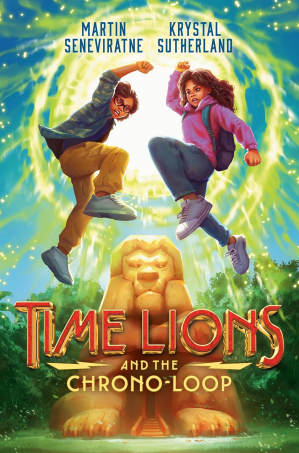 MARTIN SENEVIRATNE
KRYSTAL SUTHERLAND
TIME LIONS
AND THE
CHRONO-LOOP